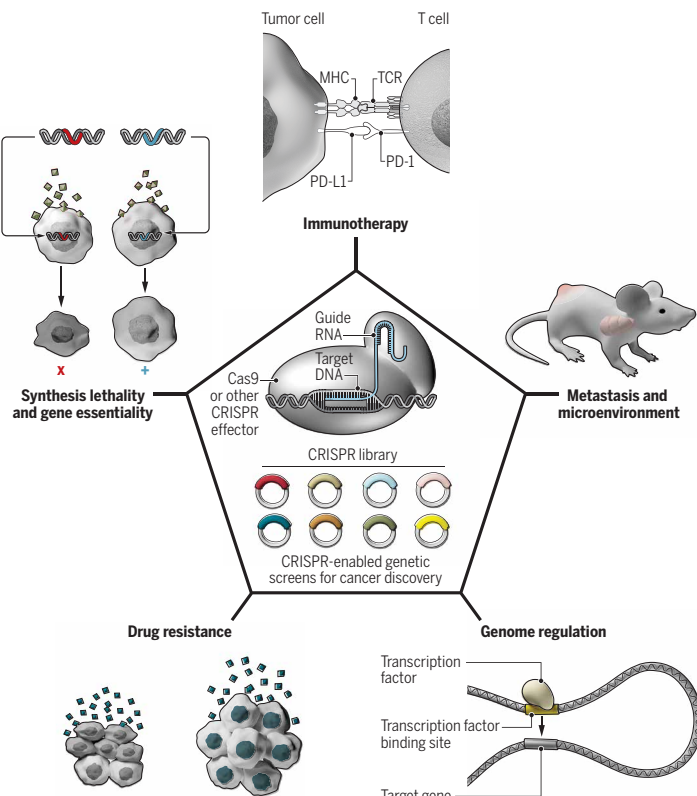 Tumor cell
T cell
MHC
TCR
PD-1
PD-L1
Immunotherapy
x
+
Synthesis lethality
and gene essentiality
Guide
RNA
Target
DNA
Cas9
or other
CRISPR
effector
Metastasis and
microenvironment
CRISPR library
CRISPR-enabled genetic
screens for cancer discovery
Drug resistance
Genome regulation
Transcription
factor
Transcription factor
binding site
Target gene